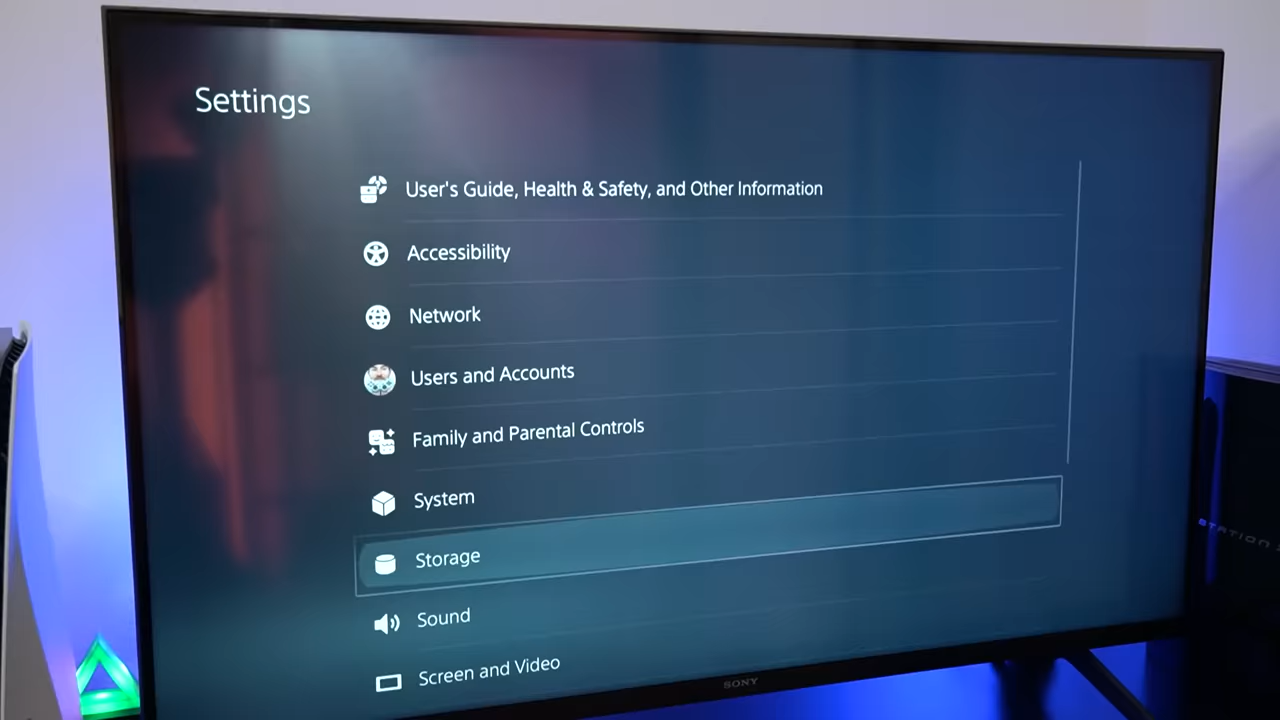 Settings
User's Guide, Health & Safety, and Other Information
Accessibility
Network
Users and Accounts
Family and Parental Controls
System
Storage
Sound
Screen and Video
SONY
STATION